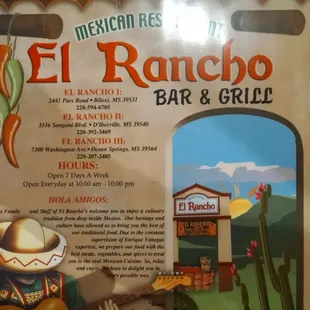 MEXICAN RESTAURANT
El Rancho
BAR & GRILL
EL RANCHO I:
2441 Pass Road • Biloxi, MS 39531
228-594-6705
EL RANCHO II:
3516 Sangani Blvd. • D'Iberville, MS 39540
228-392-3469
EL RANCHO III:
7300 Washington Ave. • Ocean Springs, MS 39564
228-207-2485
HOURS:
Open 7 Days A Week
Open Everyday at 10:00 am - 10:00 pm
HOLA AMIGOS:
Family and Staff of El Rancho's welcome you to enjoy a culinary
tradition from deep inside Mexico. Our heritage and
culture have allowed us to bring you the best of
our traditional food. Due to the constant
supervision of Enrique Vanegas
expertise, we prepare our food with the
best meats, vegetables, and spices to treat
you to the real Mexican Cuisine. So, relax
and enjoy. We hope to delight you in
every possible way.
El Rancho